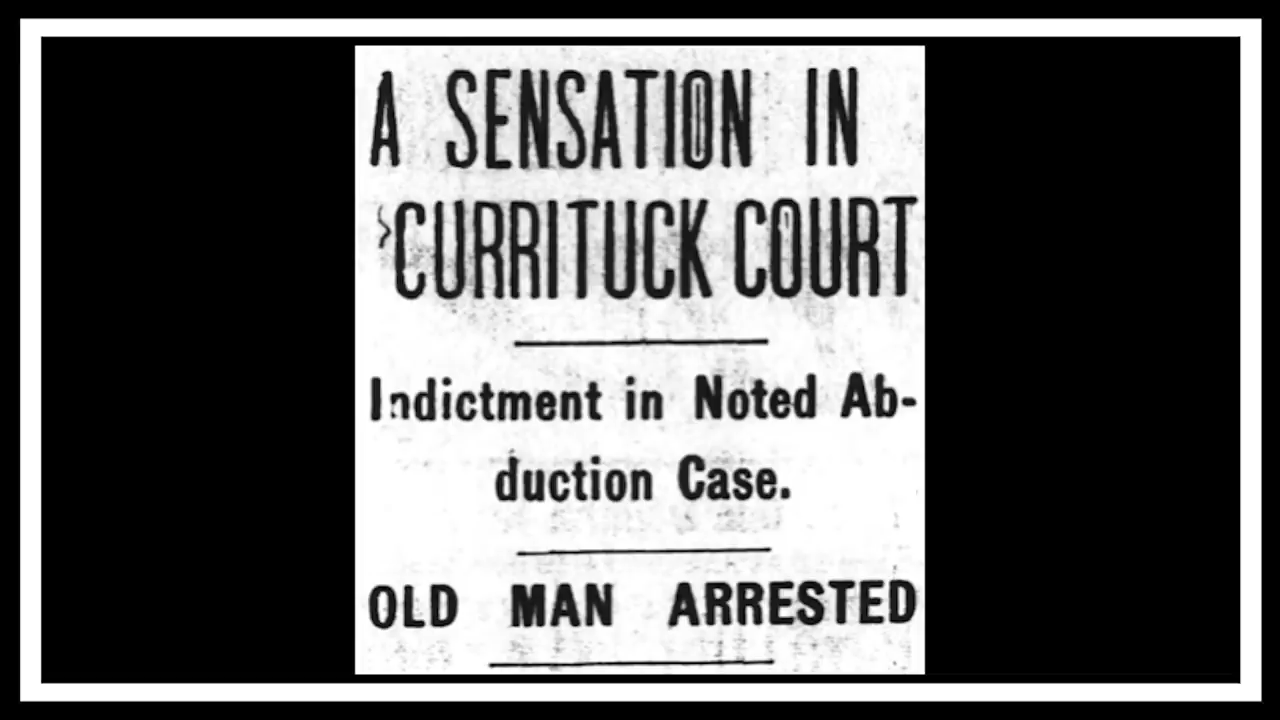 A SENSATION IN
CURRITUCK COURT
Indictment in Noted Ab-
duction Case.
OLD MAN ARRESTED